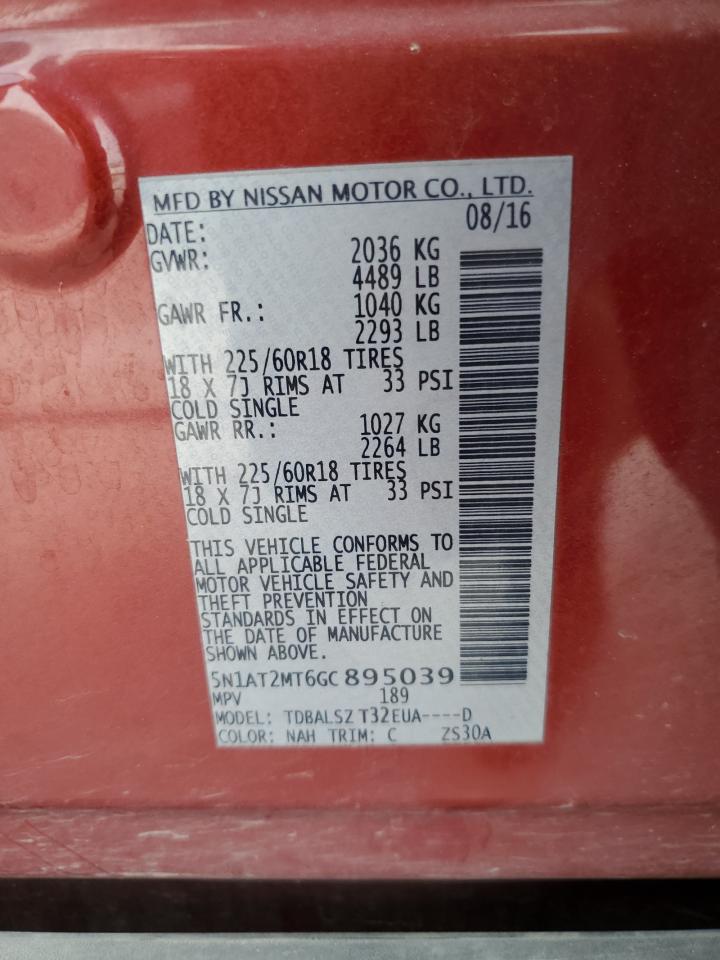 MFD BY NISSAN MOTOR CO., LTD.
DATE: 08/16
GVWR: 2036 KG
4489 LB
GAWR FR.: 1040 KG
2293 LB
WITH 225/60R18 TIRES
18 X 7J RIMS AT 33 PSI
COLD SINGLE
GAWR RR.: 1027 KG
2264 LB
WITH 225/60R18 TIRES
18 X 7J RIMS AT 33 PSI
COLD SINGLE
THIS VEHICLE CONFORMS TO
ALL APPLICABLE FEDERAL
MOTOR VEHICLE SAFETY AND
THEFT PREVENTION
STANDARDS IN EFFECT ON
THE DATE OF MANUFACTURE
SHOWN ABOVE.
5N1AT2MT6GC895039
MPV 189
MODEL: TDBALSZ T32EUA----D
COLOR: NAH TRIM: C ZS30A